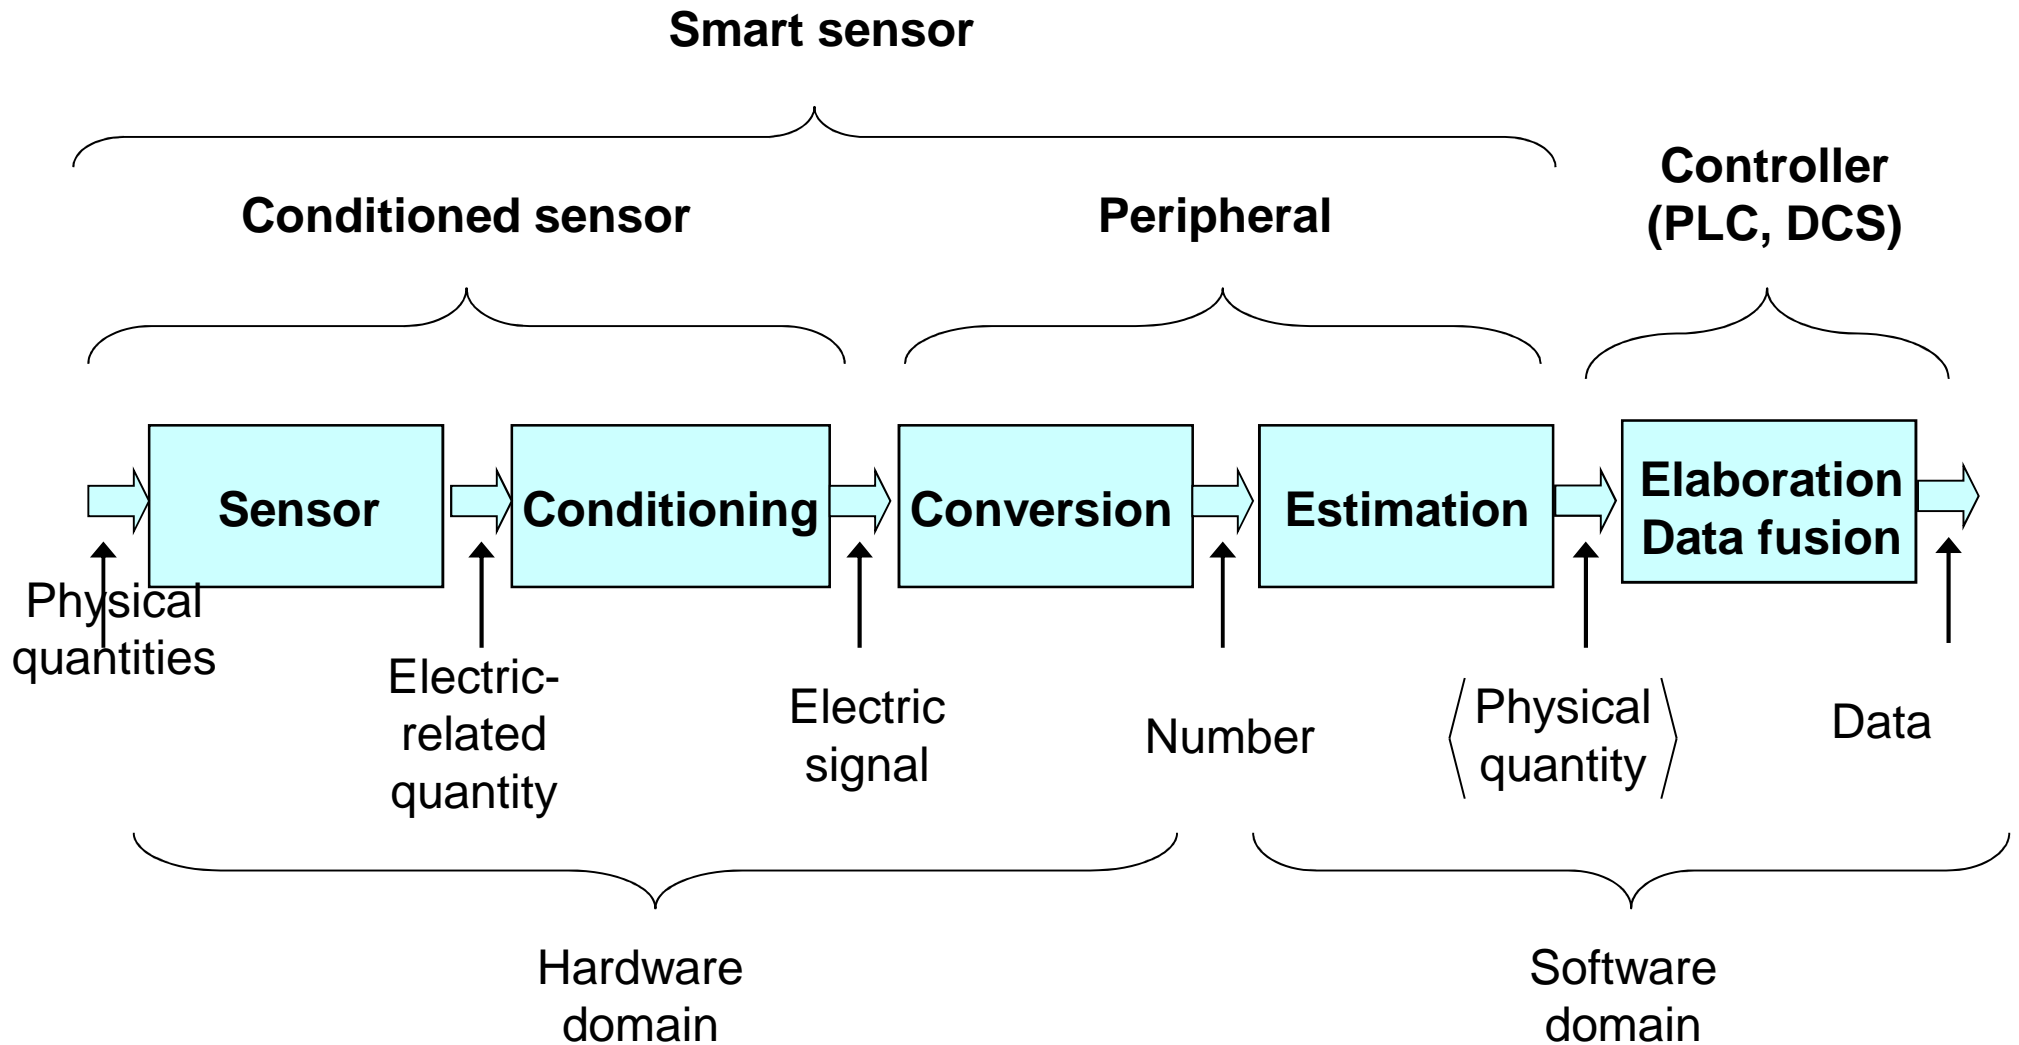 Smart sensor
Conditioned sensor
Peripheral
Controller
(PLC, DCS)
Sensor
Conditioning
Conversion
Estimation
Elaboration
Data fusion
Physical
quantities
Electric-
related
quantity
Electric
signal
Number
Physical
quantity
Data
Hardware
domain
Software
domain